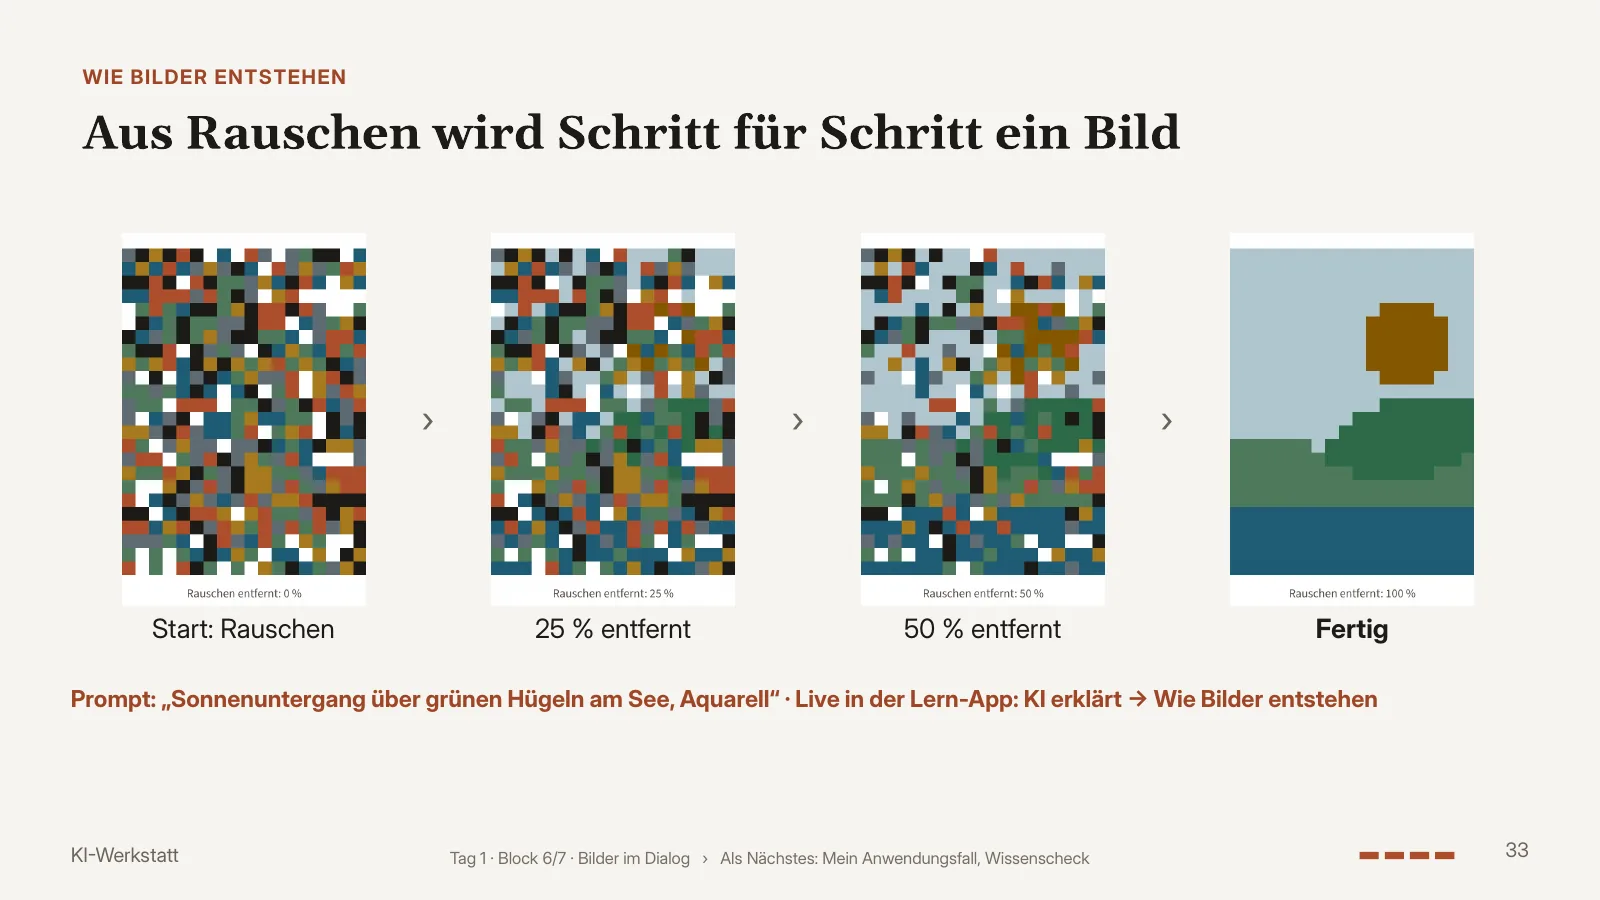 WIE BILDER ENTSTEHEN
Aus Rauschen wird Schritt für Schritt ein Bild
Rauschen entfernt: 0 %
Rauschen entfernt: 25 %
Rauschen entfernt: 50 %
Rauschen entfernt: 100 %
Start: Rauschen
25 % entfernt
50 % entfernt
Fertig
Prompt: „Sonnenuntergang über grünen Hügeln am See, Aquarell“ · Live in der Lern-App: KI erklärt → Wie Bilder entstehen
KI-Werkstatt
Tag 1 · Block 6/7 · Bilder im Dialog › Als Nächstes: Mein Anwendungsfall, Wissenscheck
33